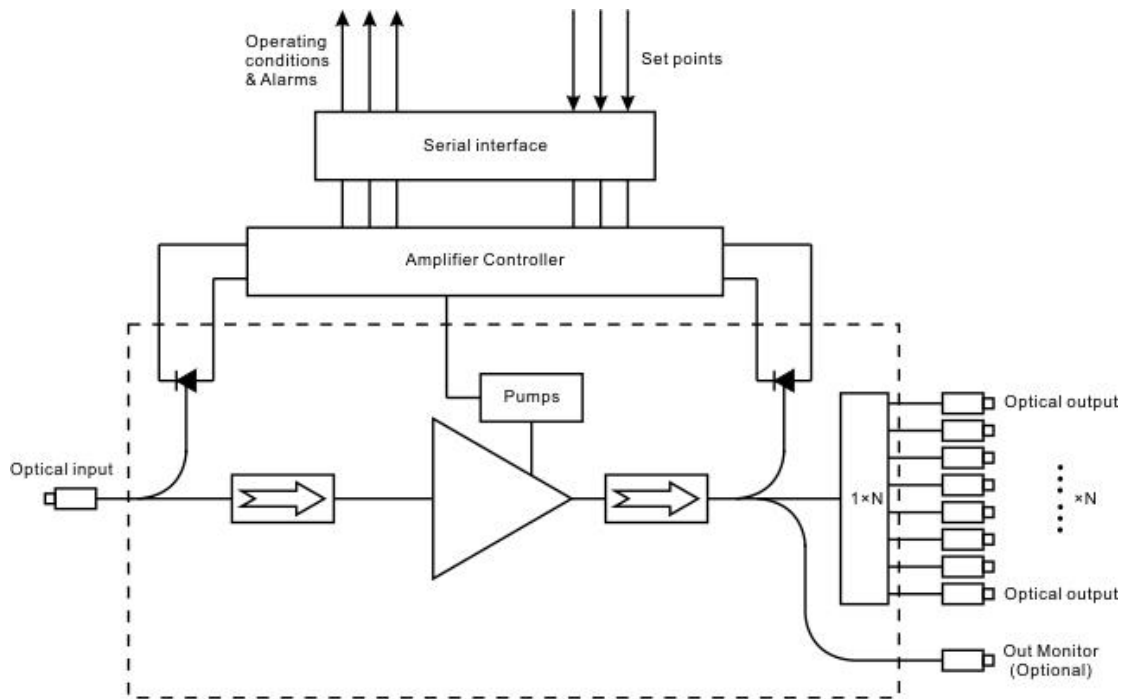 Operating
conditions
& Alarms
Set points
Serial interface
Amplifier Controller
Pumps
Optical input
Optical output
1×N
×N
Optical output
Out Monitor
(Optional)